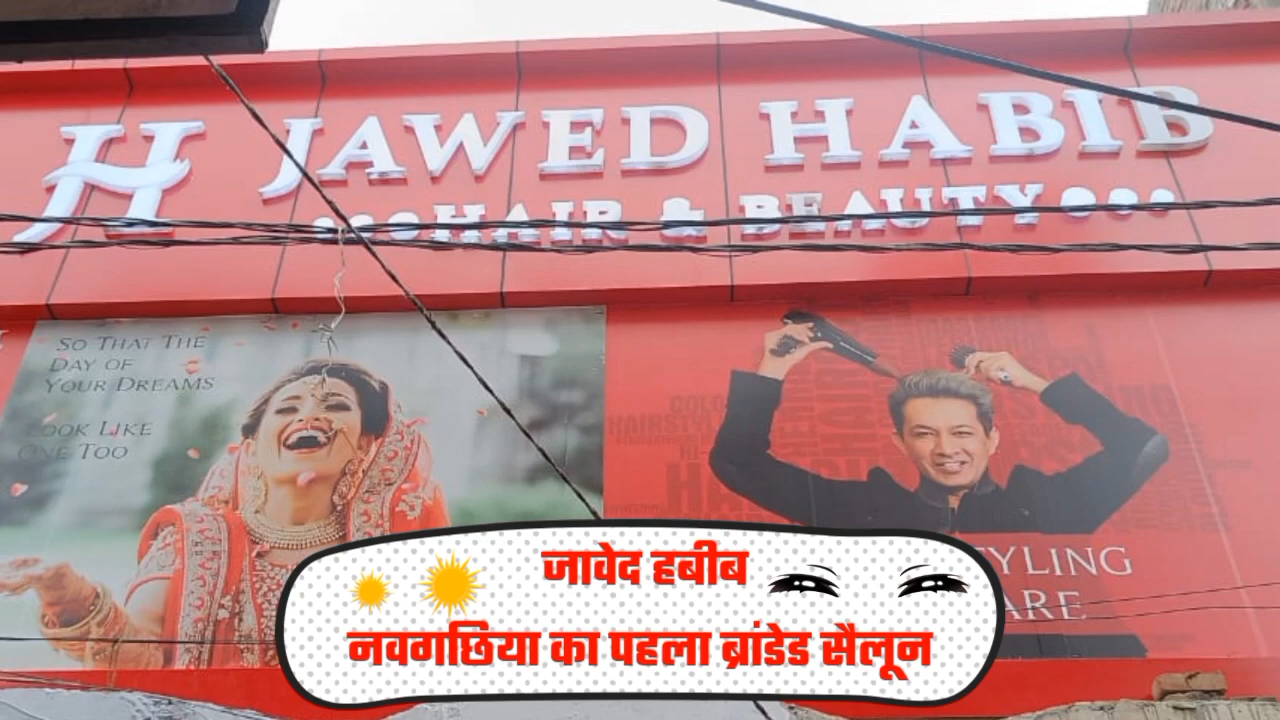 JAWED HABIB
HAIR & BEAUTY
SO THAT THE
DAY OF
YOUR DREAMS
LOOK LIKE
ONE TOO
HAIRSTYL
TYLING
ARE
जावेद हबीब
नवगछिया का पहला ब्रांडेड सैलून